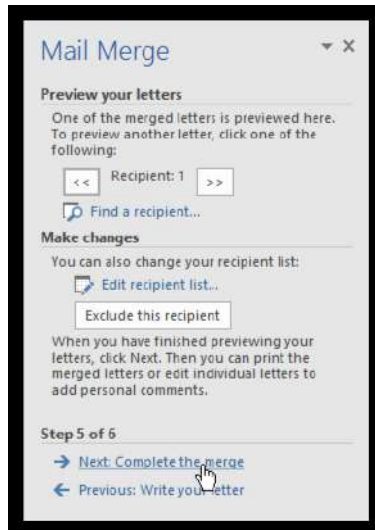 Mail Merge
Preview your letters
One of the merged letters is previewed here.
To preview another letter, click one of the
following:
<< Recipient: 1 >>
Find a recipient...
Make changes
You can also change your recipient list:
Edit recipient list...
Exclude this recipient
When you have finished previewing your
letters, click Next. Then you can print the
merged letters or edit individual letters to
add personal comments.
Step 5 of 6
Next: Complete the merge
Previous: Write your letter